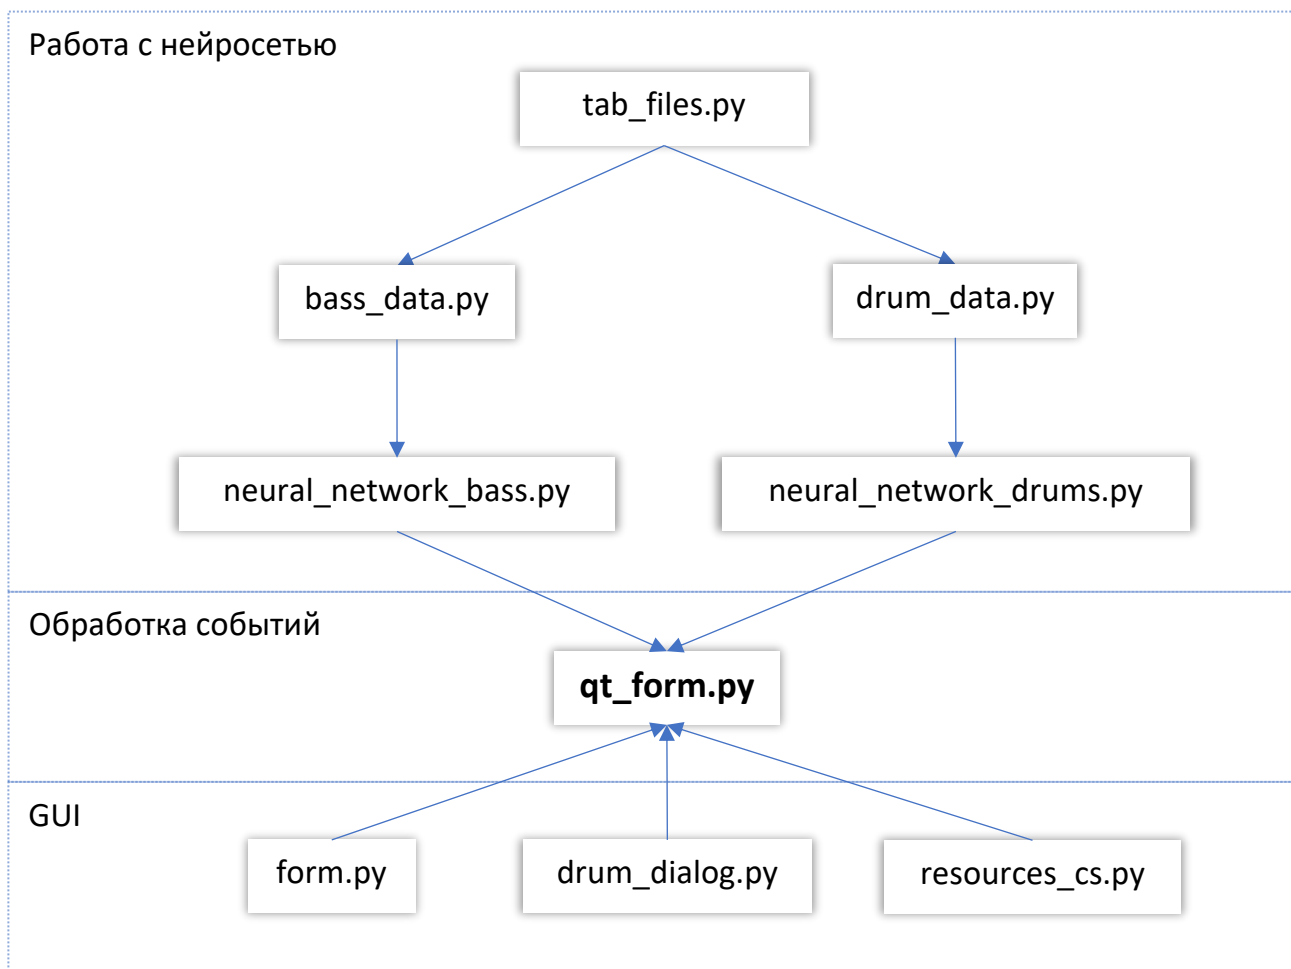 Работа с нейросетью
tab_files.py
bass_data.py
drum_data.py
neural_network_bass.py
neural_network_drums.py
Обработка событий
qt_form.py
GUI
form.py
drum_dialog.py
resources_cs.py